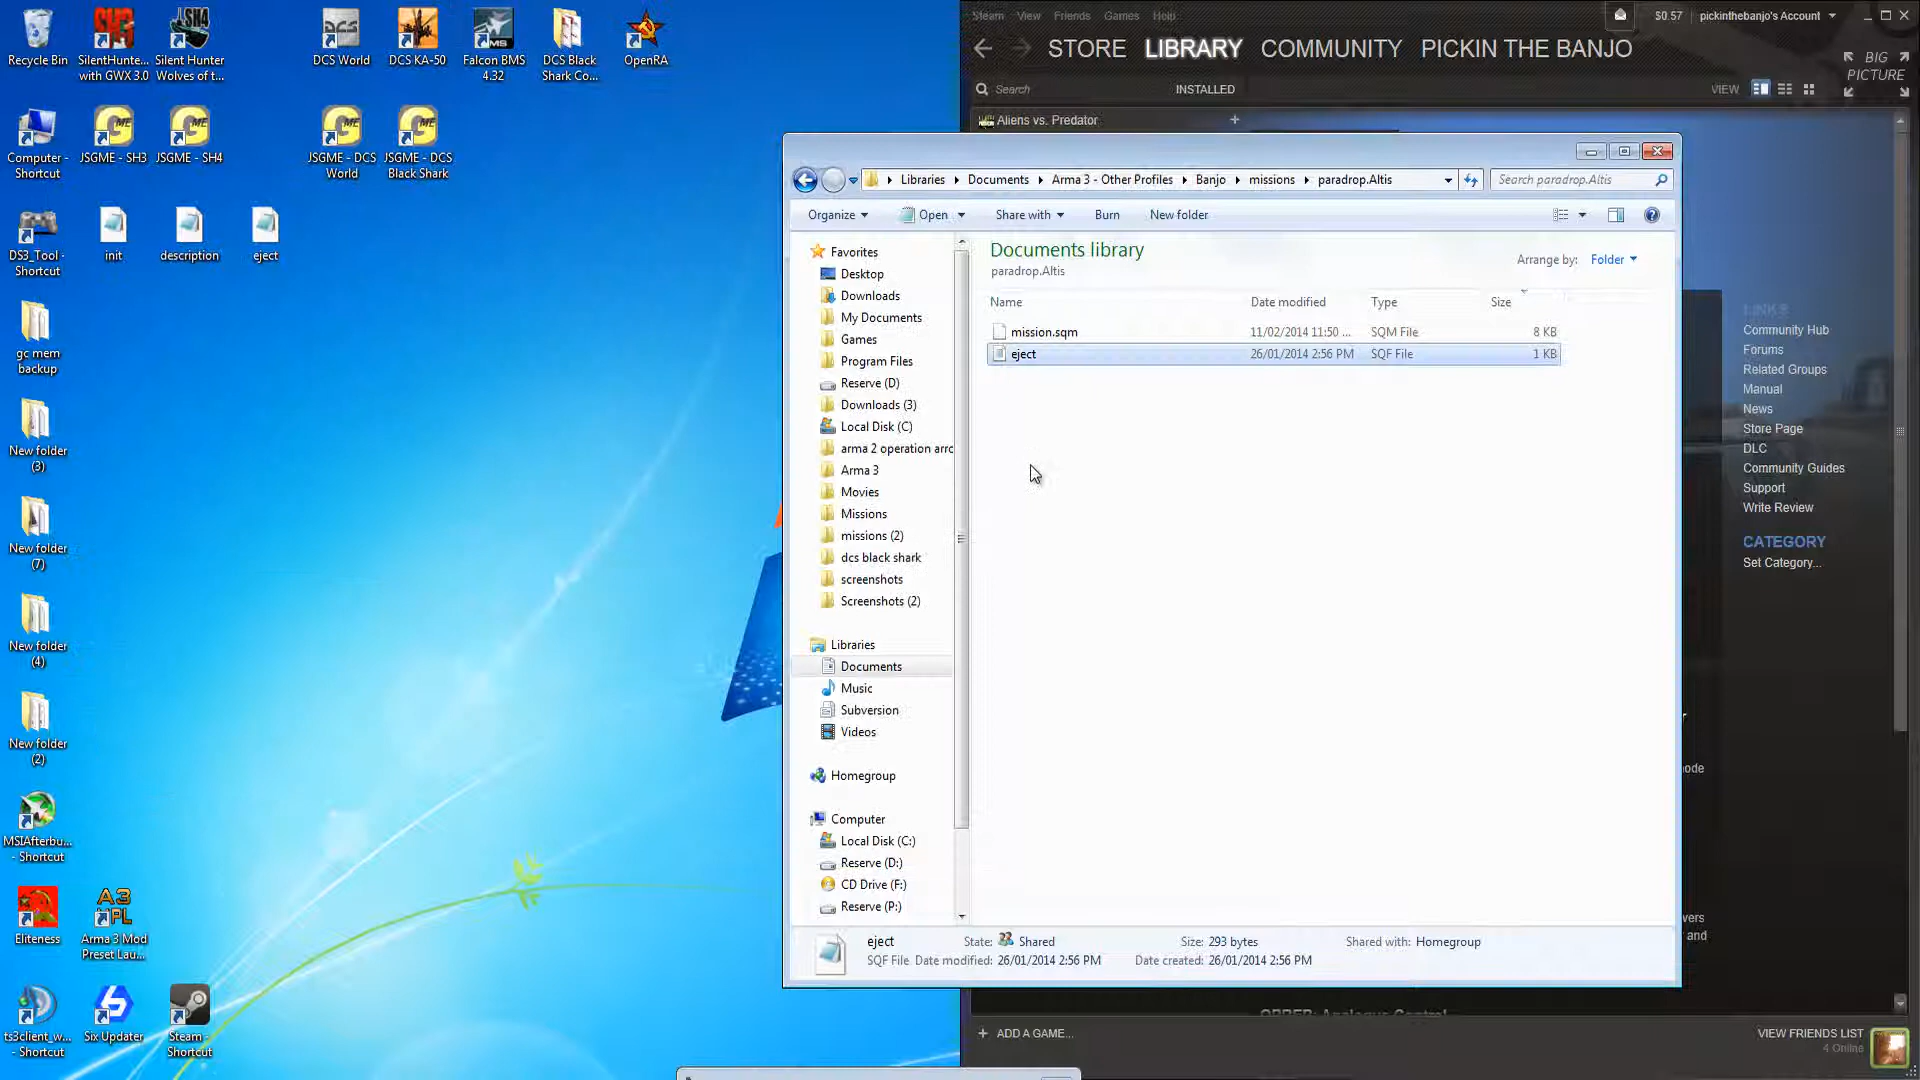 Recycle Bin
SilentHunte... with GWX 3.0
Silent Hunter Wolves of t...
DCS World
DCS KA-50
Falcon BMS 4.32
DCS Black Shark Co...
OpenRA
Computer - Shortcut
JSGME - SH3
JSGME - SH4
JSGME - DCS World
JSGME - DCS Black Shark
DS3_Tool - Shortcut
init
description
eject
gc mem backup
New folder (3)
New folder (7)
New folder (4)
New folder (2)
MSIAfterbu... - Shortcut
Eliteness
Arma 3 Mod Preset Lau...
ts3client_w... - Shortcut
Six Updater
Steam - Shortcut
Steam View Friends Games Help
$0.57 pickinthebanjo's Account
STORE LIBRARY COMMUNITY PICKIN THE BANJO
BIG PICTURE
Search INSTALLED VIEW
Aliens vs. Predator
Libraries Documents Arma 3 - Other Profiles Banjo missions paradrop.Altis
Search paradrop.Altis
Organize Open Share with Burn New folder
Favorites
Desktop
Downloads
My Documents
Games
Program Files
Reserve (D)
Downloads (3)
Local Disk (C)
arma 2 operation arrc
Arma 3
Movies
Missions
missions (2)
dcs black shark
screenshots
Screenshots (2)
Libraries
Documents
Music
Subversion
Videos
Homegroup
Computer
Local Disk (C:)
Reserve (D:)
CD Drive (F:)
Reserve (P:)
Documents library
paradrop.Altis
Arrange by: Folder
Name Date modified Type Size
mission.sqm 11/02/2014 11:50 ... SQM File 8 KB
eject 26/01/2014 2:56 PM SQF File 1 KB
eject State: Shared Size: 293 bytes Shared with: Homegroup
SQF File Date modified: 26/01/2014 2:56 PM Date created: 26/01/2014 2:56 PM
LINKS
Community Hub
Forums
Related Groups
Manual
News
Store Page
DLC
Community Guides
Support
Write Review
CATEGORY
Set Category...
node
vers
and
ADD A GAME...
VIEW FRIENDS LIST
4 Online